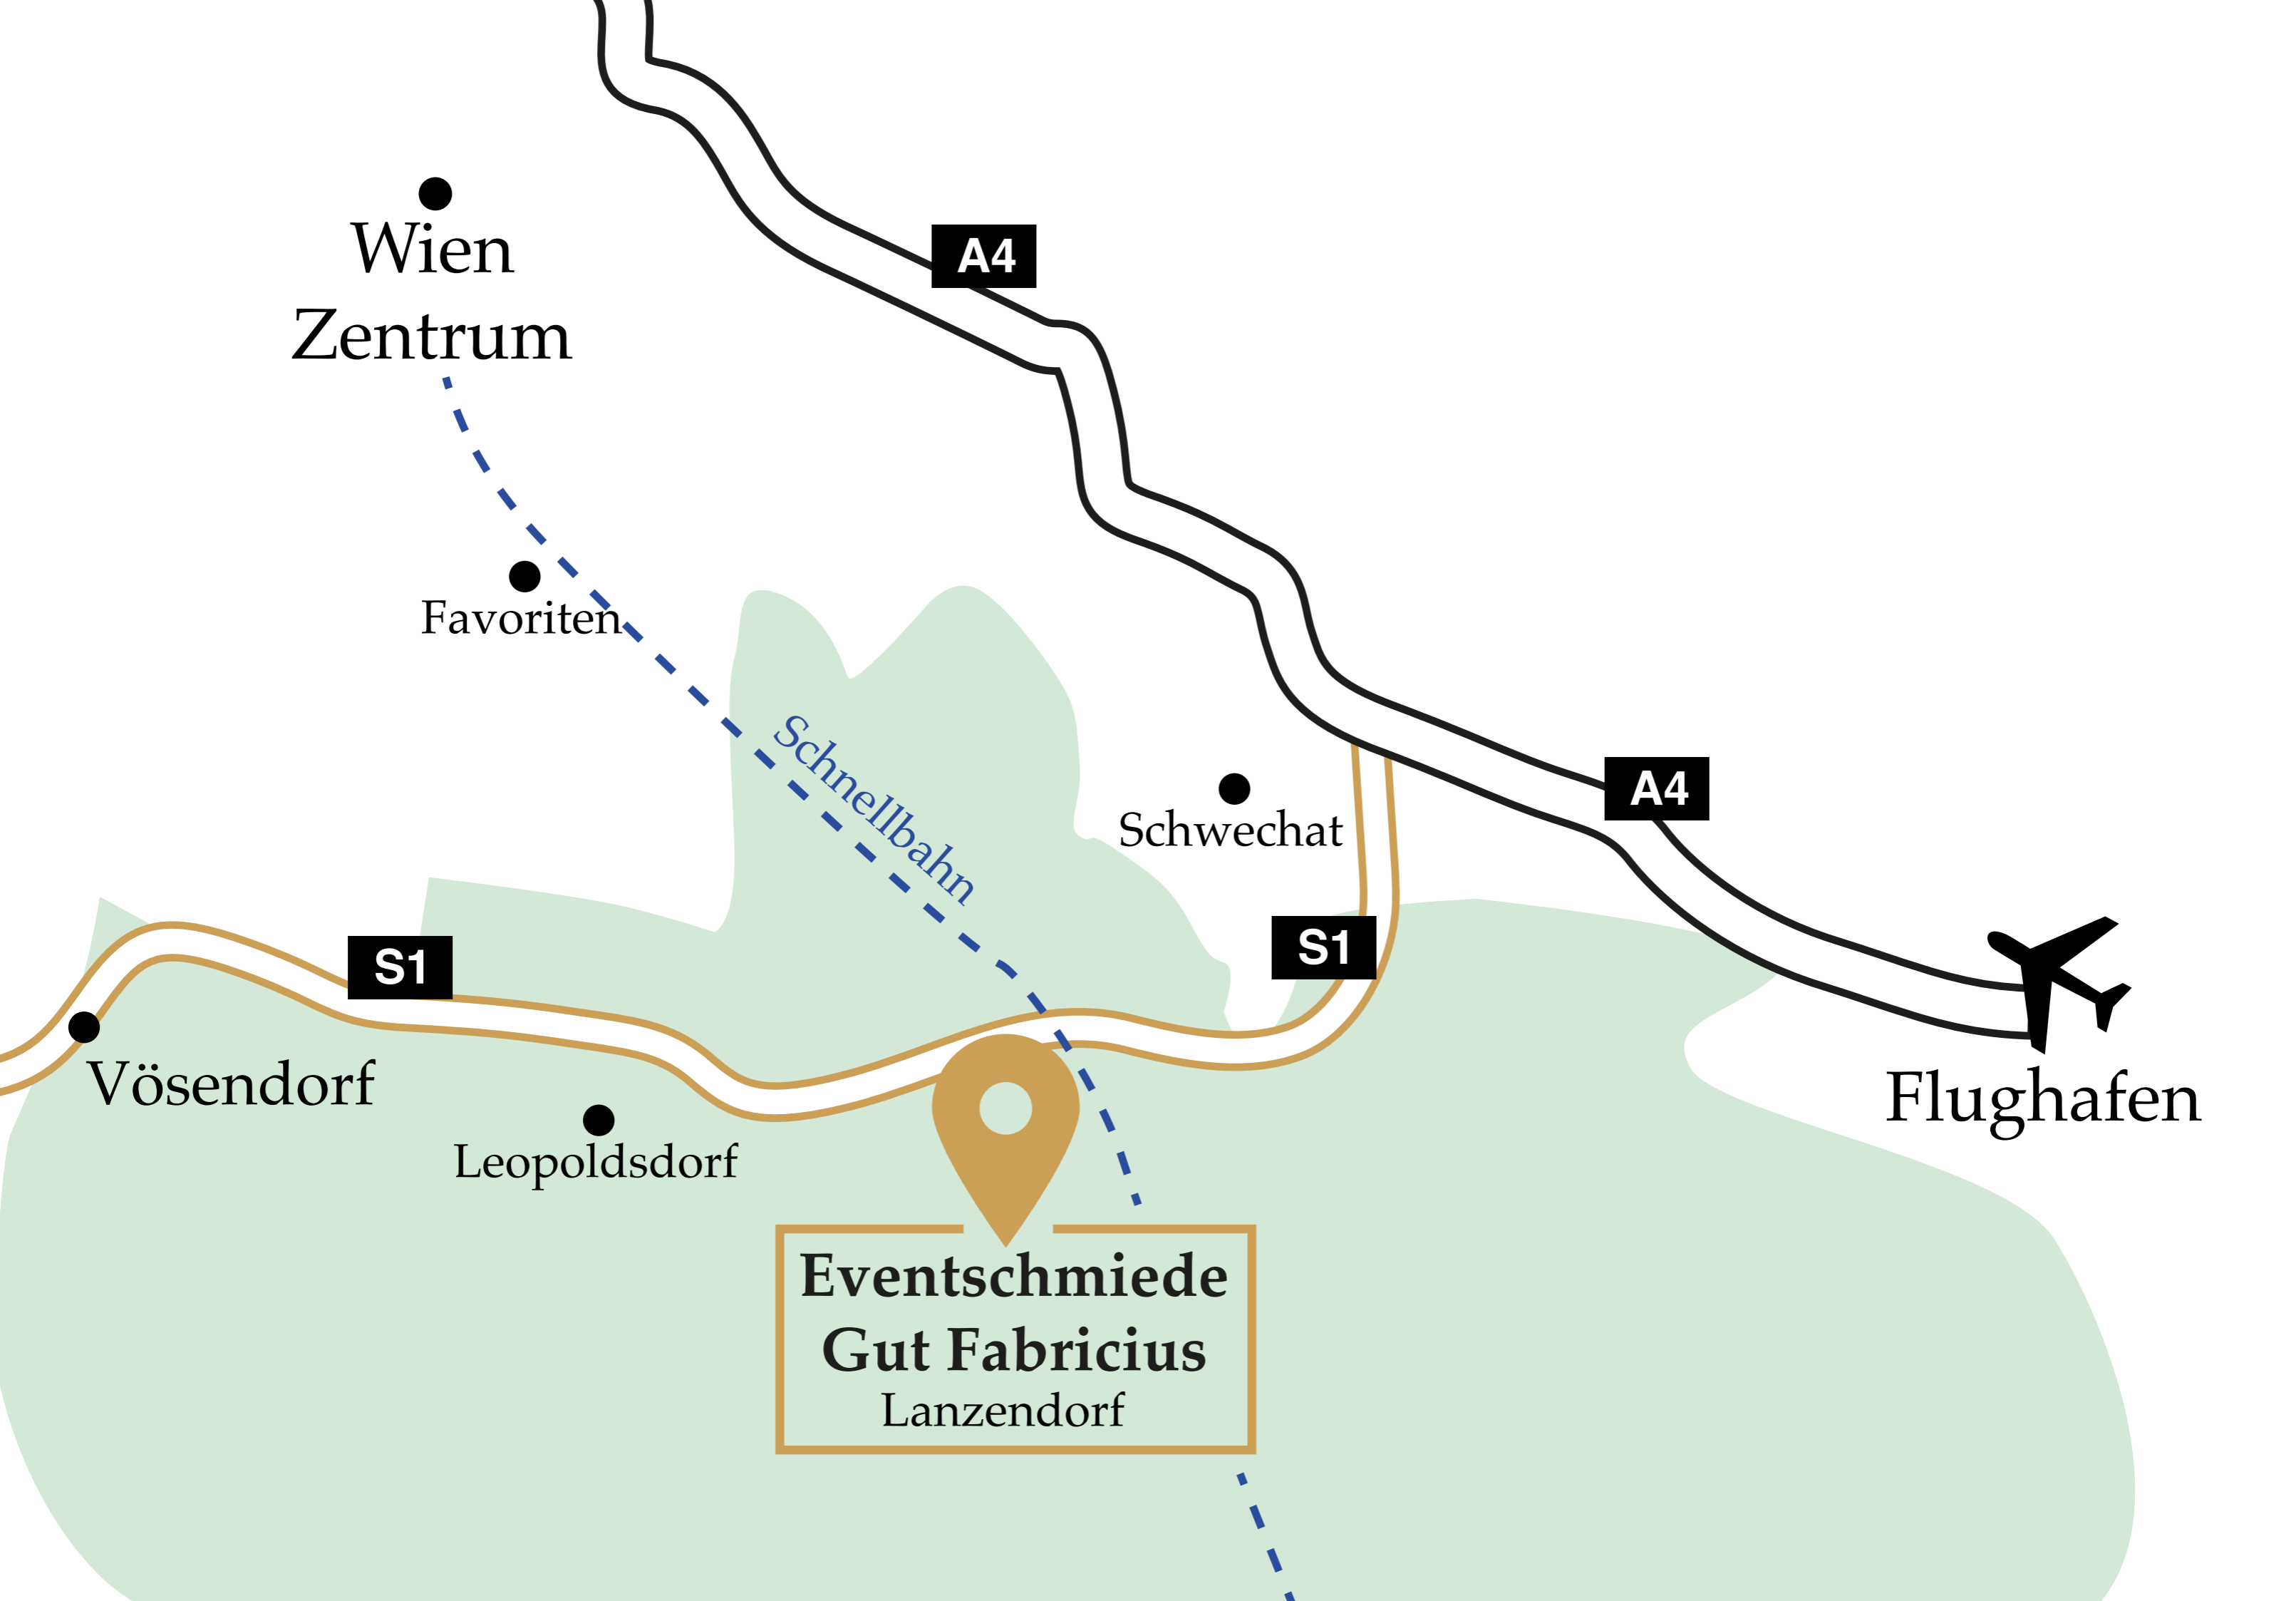 Wien
Zentrum
A4
Favoriten
Schnellbahn
A4
Schwechat
S1
S1
Vösendorf
Flughafen
Leopoldsdorf
Eventschmiede
Gut Fabricius
Lanzendorf